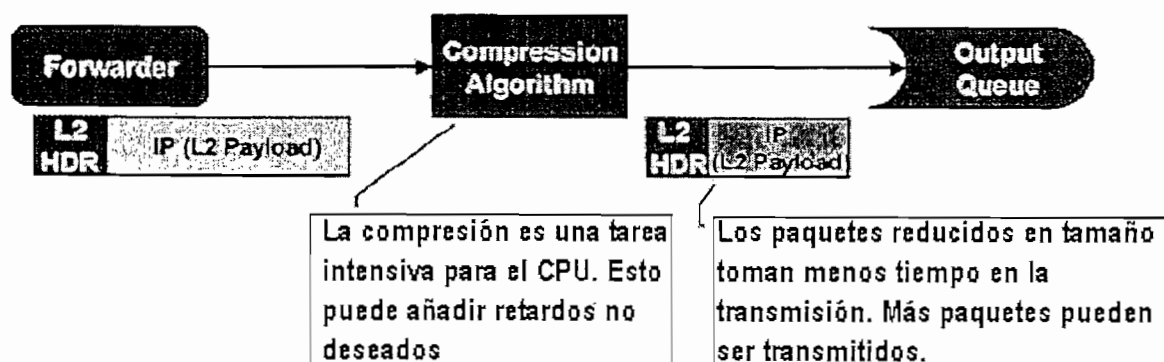 Forwarder
Compression
Algorithm
Output
Queue
L2
HDR
IP (L2 Payload)
L2
HDR
IP
(L2 Payload)
La compresión es una tarea
intensiva para el CPU. Esto
puede añadir retardos no
deseados
Los paquetes reducidos en tamaño
toman menos tiempo en la
transmisión. Más paquetes pueden
ser transmitidos.